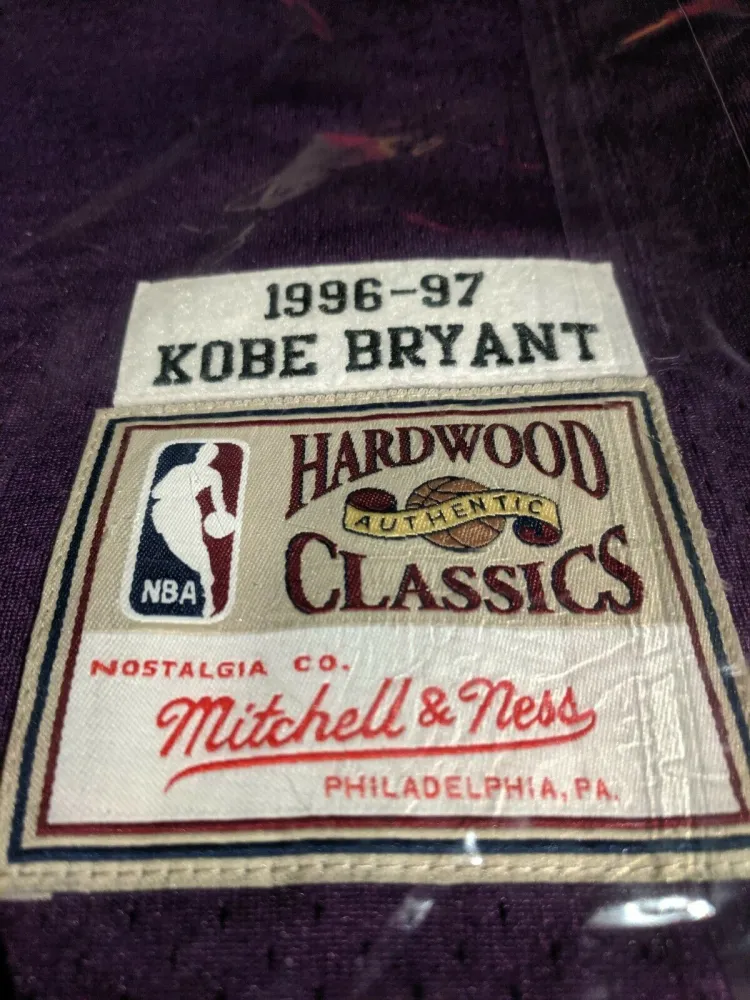 1996-97
KOBE BRYANT
HARDWOOD
AUTHENTIC
CLASSICS
NBA
NOSTALGIA CO.
Mitchell & Ness
PHILADELPHIA, PA.